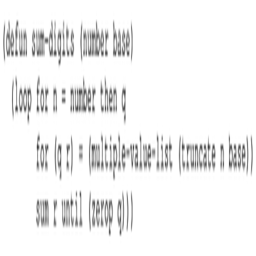 (defun sum-digits (number base)
(loop for n = number then q
for (q r) = (multiple-value-list (truncate n base))
sum r until (zerop q)))